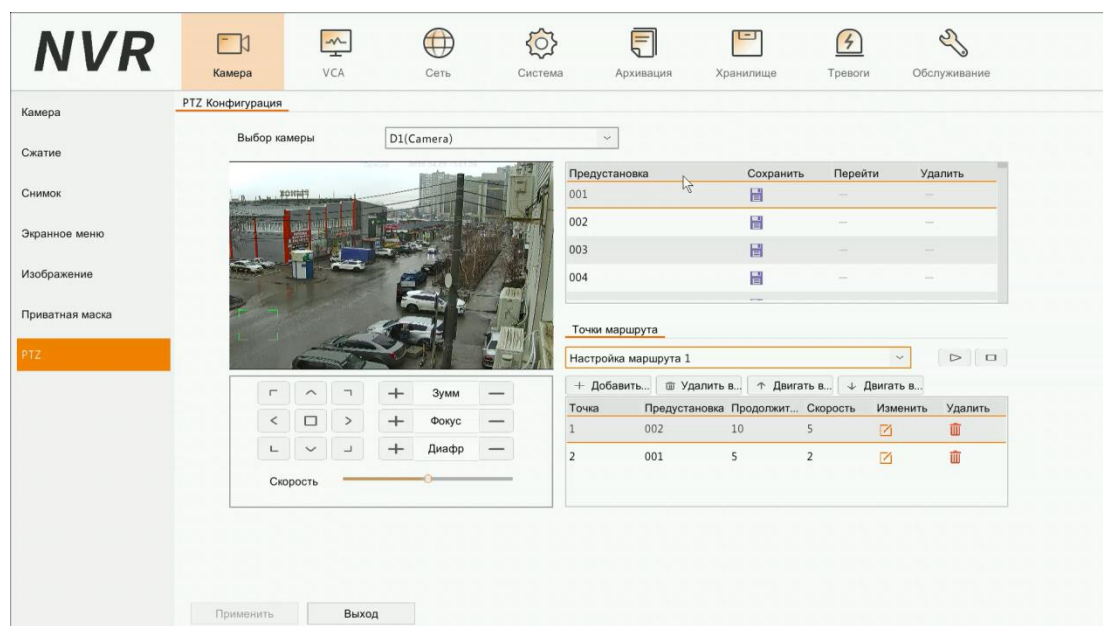 NVR
Камера VCA Сеть Система Архивация Хранилище Тревоги Обслуживание
Камера
Сжатие
Снимок
Экранное меню
Изображение
Приватная маска
PTZ
PTZ Конфигурация
Выбор камеры D1(Camera)
Предустановка Сохранить Перейти Удалить
001
002
003
004
Точки маршрута
Настройка маршрута 1
Добавить... Удалить в... Двигать в... Двигать в...
Точка Предустановка Продолжит... Скорость Изменить Удалить
1 002 10 5
2 001 5 2
Зумм
Фокус
Диафр
Скорость
Применить Выход